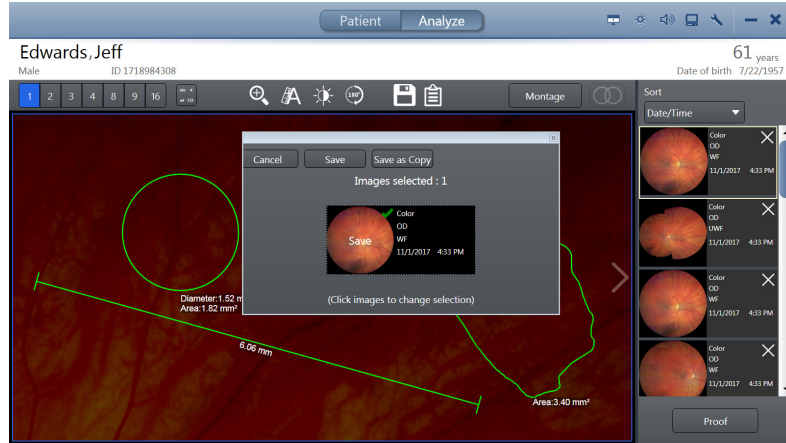 Patient Analyze
Edwards, Jeff
Male ID 1718984308
61 years
Date of birth 7/22/1957
1 2 3 4 8 9 16
180°
Montage
Sort
Date/Time
Cancel Save Save as Copy
Images selected : 1
Save
Color
OD
WF
11/1/2017 4:33 PM
(Click images to change selection)
Diameter:1.52 m
Area:1.82 mm²
6.06 mm
Area:3.40 mm²
Color
OD
WF
11/1/2017 4:33 PM
Color
OD
UWF
11/1/2017 4:33 PM
Color
OD
WF
11/1/2017 4:33 PM
Color
OD
WF
11/1/2017 4:33 PM
Proof